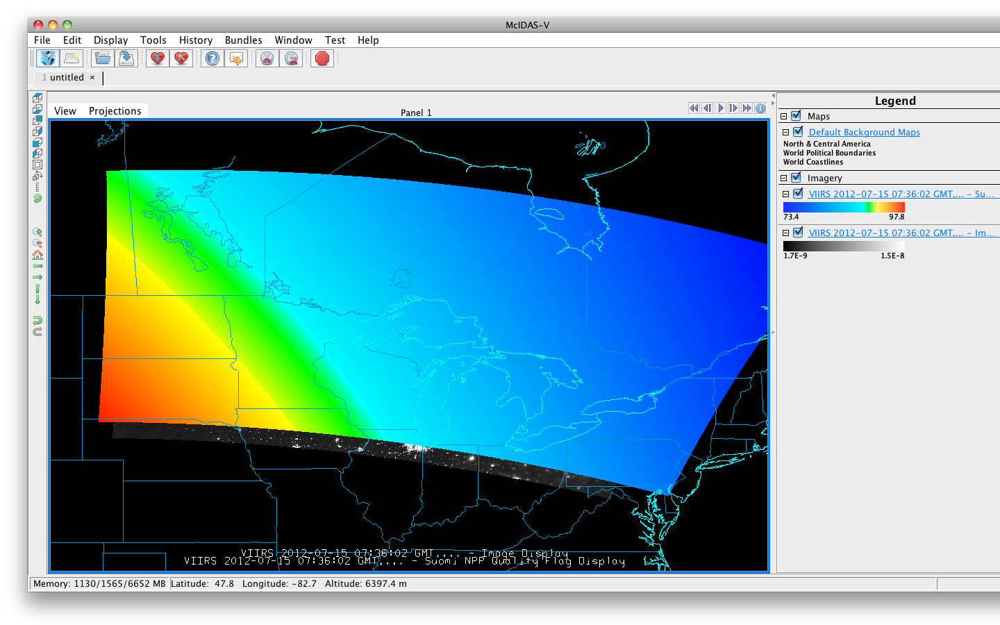 McIDAS-V
File Edit Display Tools History Bundles Window Test Help
1 untitled ×
View Projections
Panel 1
Legend
Maps
Default Background Maps
North & Central America
World Political Boundaries
World Coastlines
Imagery
VIIRS 2012-07-15 07:36:02 GMT,... - Su...
73.4 97.8
VIIRS 2012-07-15 07:36:02 GMT,... - Im...
1.7E-9 1.5E-8
VIIRS 2012-07-15 07:36:02 GMT,... - Image Display
VIIRS 2012-07-15 07:36:02 GMT,... - Suomi NPP Quality Flag Display
Memory: 1130/1565/6652 MB Latitude: 47.8 Longitude: -82.7 Altitude: 6397.4 m